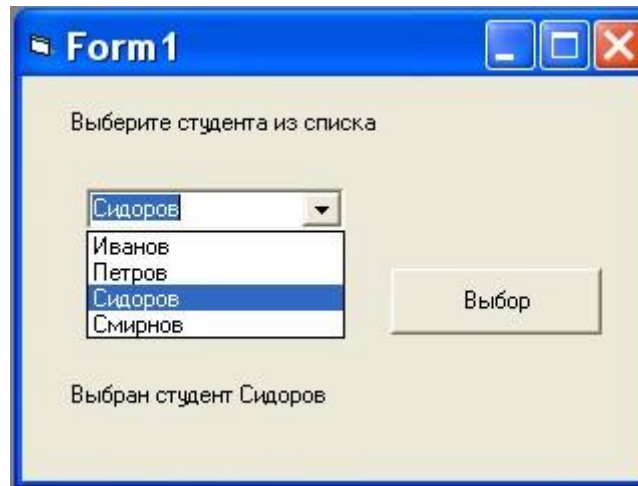 Form1
Выберите студента из списка
Сидоров
Иванов
Петров
Сидоров
Смирнов
Выбор
Выбран студент Сидоров